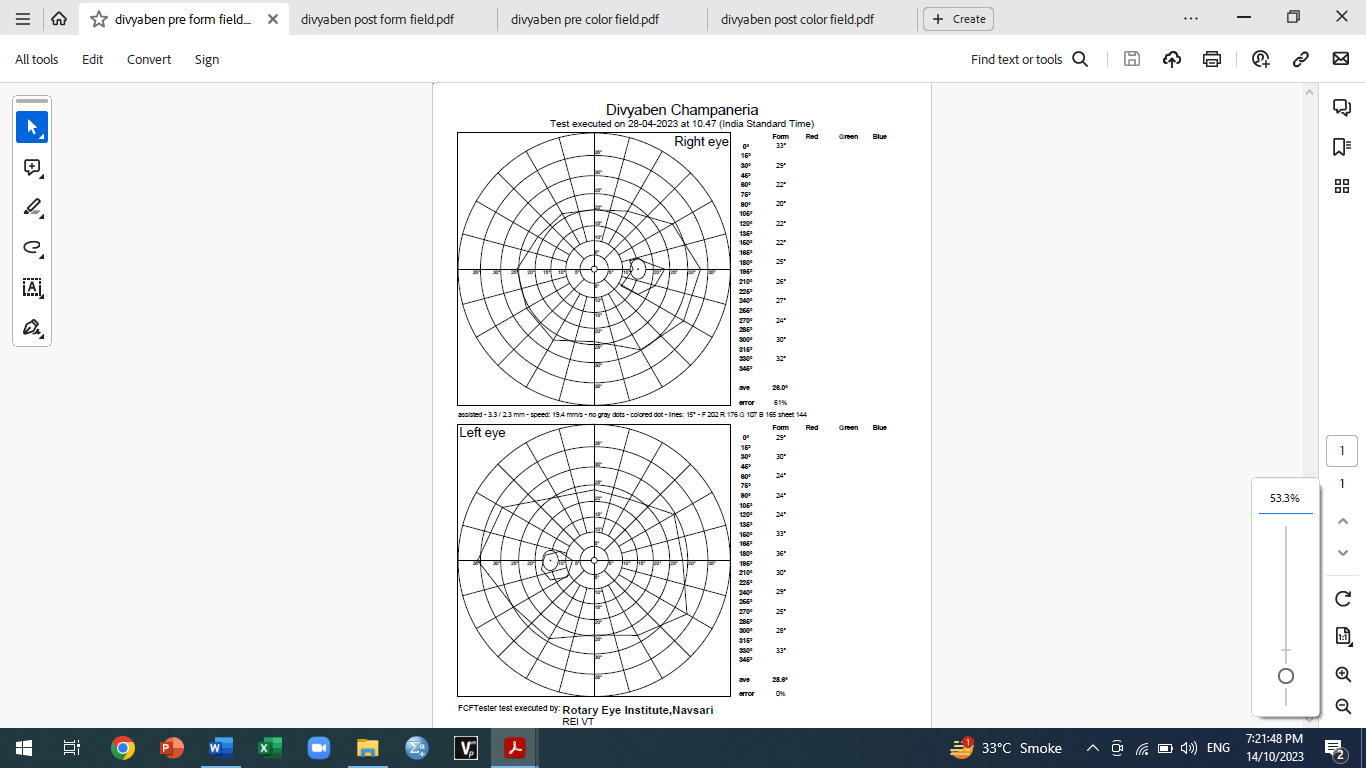 divyaben pre form field....
divyaben post form field.pdf
divyaben pre color field.pdf
divyaben post color field.pdf
Create
All tools
Edit
Convert
Sign
Find text or tools
Divyaben Champaneria
Test executed on 28-04-2023 at 10.47 (India Standard Time)
Right eye
Form Red Green Blue
0° 33°
15°
30° 29°
45°
60° 22°
75°
90° 20°
105°
120° 22°
135°
150° 22°
165°
180° 25°
195°
210° 26°
225°
240° 27°
255°
270° 24°
285°
300° 30°
315°
330° 32°
345°
ave 26.0°
error 61%
assisted - 3.3 / 2.3 mm - speed: 19.4 mm/s - no gray dots - colored dot - lines: 15° - F 202 R 176 G 107 B 165 sheet 144
Left eye
Form Red Green Blue
0° 29°
15°
30° 30°
45°
60° 24°
75°
90° 24°
105°
120° 24°
135°
150° 33°
165°
180° 36°
195°
210° 30°
225°
240° 29°
255°
270° 25°
285°
300° 28°
315°
330° 33°
345°
ave 28.6°
error 0%
FCFTester test executed by: Rotary Eye Institute,Navsari
REI VT
1
1
53.3%
33°C Smoke
ENG
7:21:48 PM
14/10/2023
2